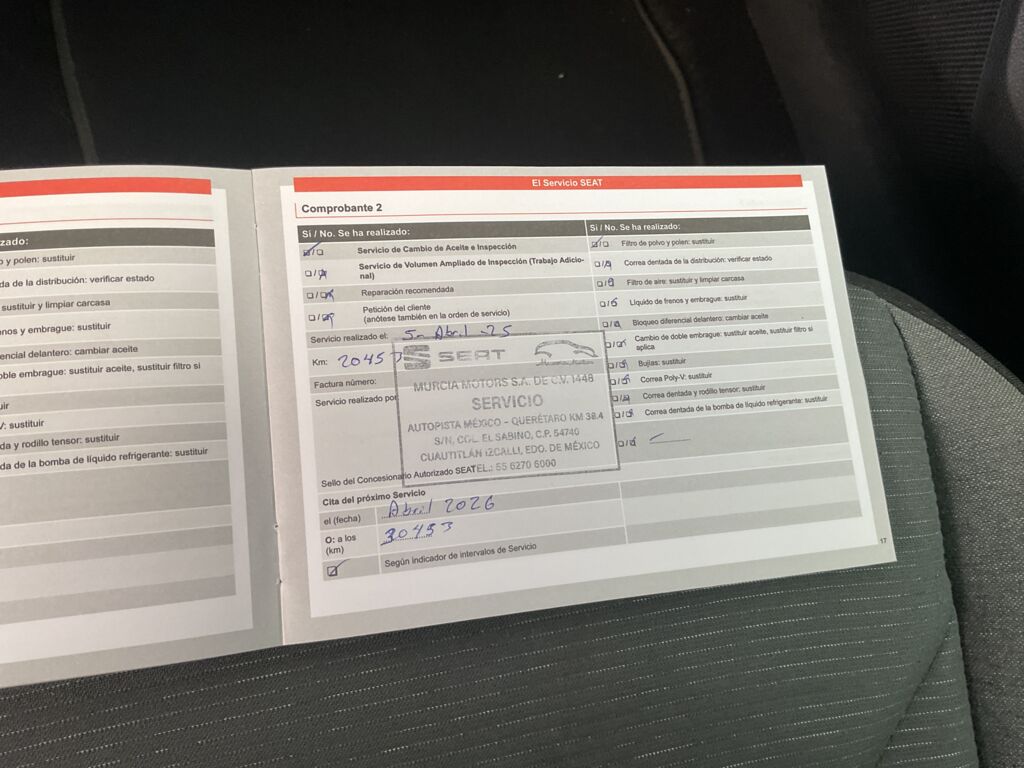 zado:
o y polen: sustituir
da de la distribución: verificar estado
sustituir y limpiar carcasa
enos y embrague: sustituir
erencial delantero: cambiar aceite
oble embrague: sustituir aceite, sustituir filtro si
uir
V: sustituir
da y rodillo tensor: sustituir
da de la bomba de líquido refrigerante: sustituir
El Servicio SEAT
Comprobante 2
Sí / No. Se ha realizado:
Servicio de Cambio de Aceite e Inspección
Servicio de Volumen Ampliado de Inspección (Trabajo Adicio-
nal)
Reparación recomendada
Petición del cliente
(anótese también en la orden de servicio)
Servicio realizado el: 5- Abril -25
Km: 20453
Factura número:
Servicio realizado por
SEAT
MURCIA MOTORS S.A. DE C.V. 1448
SERVICIO
AUTOPISTA MÉXICO - QUERÉTARO KM 38.4
S/N, COL. EL SABINO, C.P. 54740
CUAUTITLÁN IZCALLI, EDO. DE MÉXICO
TEL.: 55 6270 6000
Sello del Concesionario Autorizado SEAT
Cita del próximo Servicio
el (fecha) Abril 2026
O: a los
(km) 30453
Según indicador de intervalos de Servicio
Sí / No. Se ha realizado:
Filtro de polvo y polen: sustituir
Correa dentada de la distribución: verificar estado
Filtro de aire: sustituir y limpiar carcasa
Líquido de frenos y embrague: sustituir
Bloqueo diferencial delantero: cambiar aceite
Cambio de doble embrague: sustituir aceite, sustituir filtro si
aplica
Bujías: sustituir
Correa Poly-V: sustituir
Correa dentada y rodillo tensor: sustituir
Correa dentada de la bomba de líquido refrigerante: sustituir
17